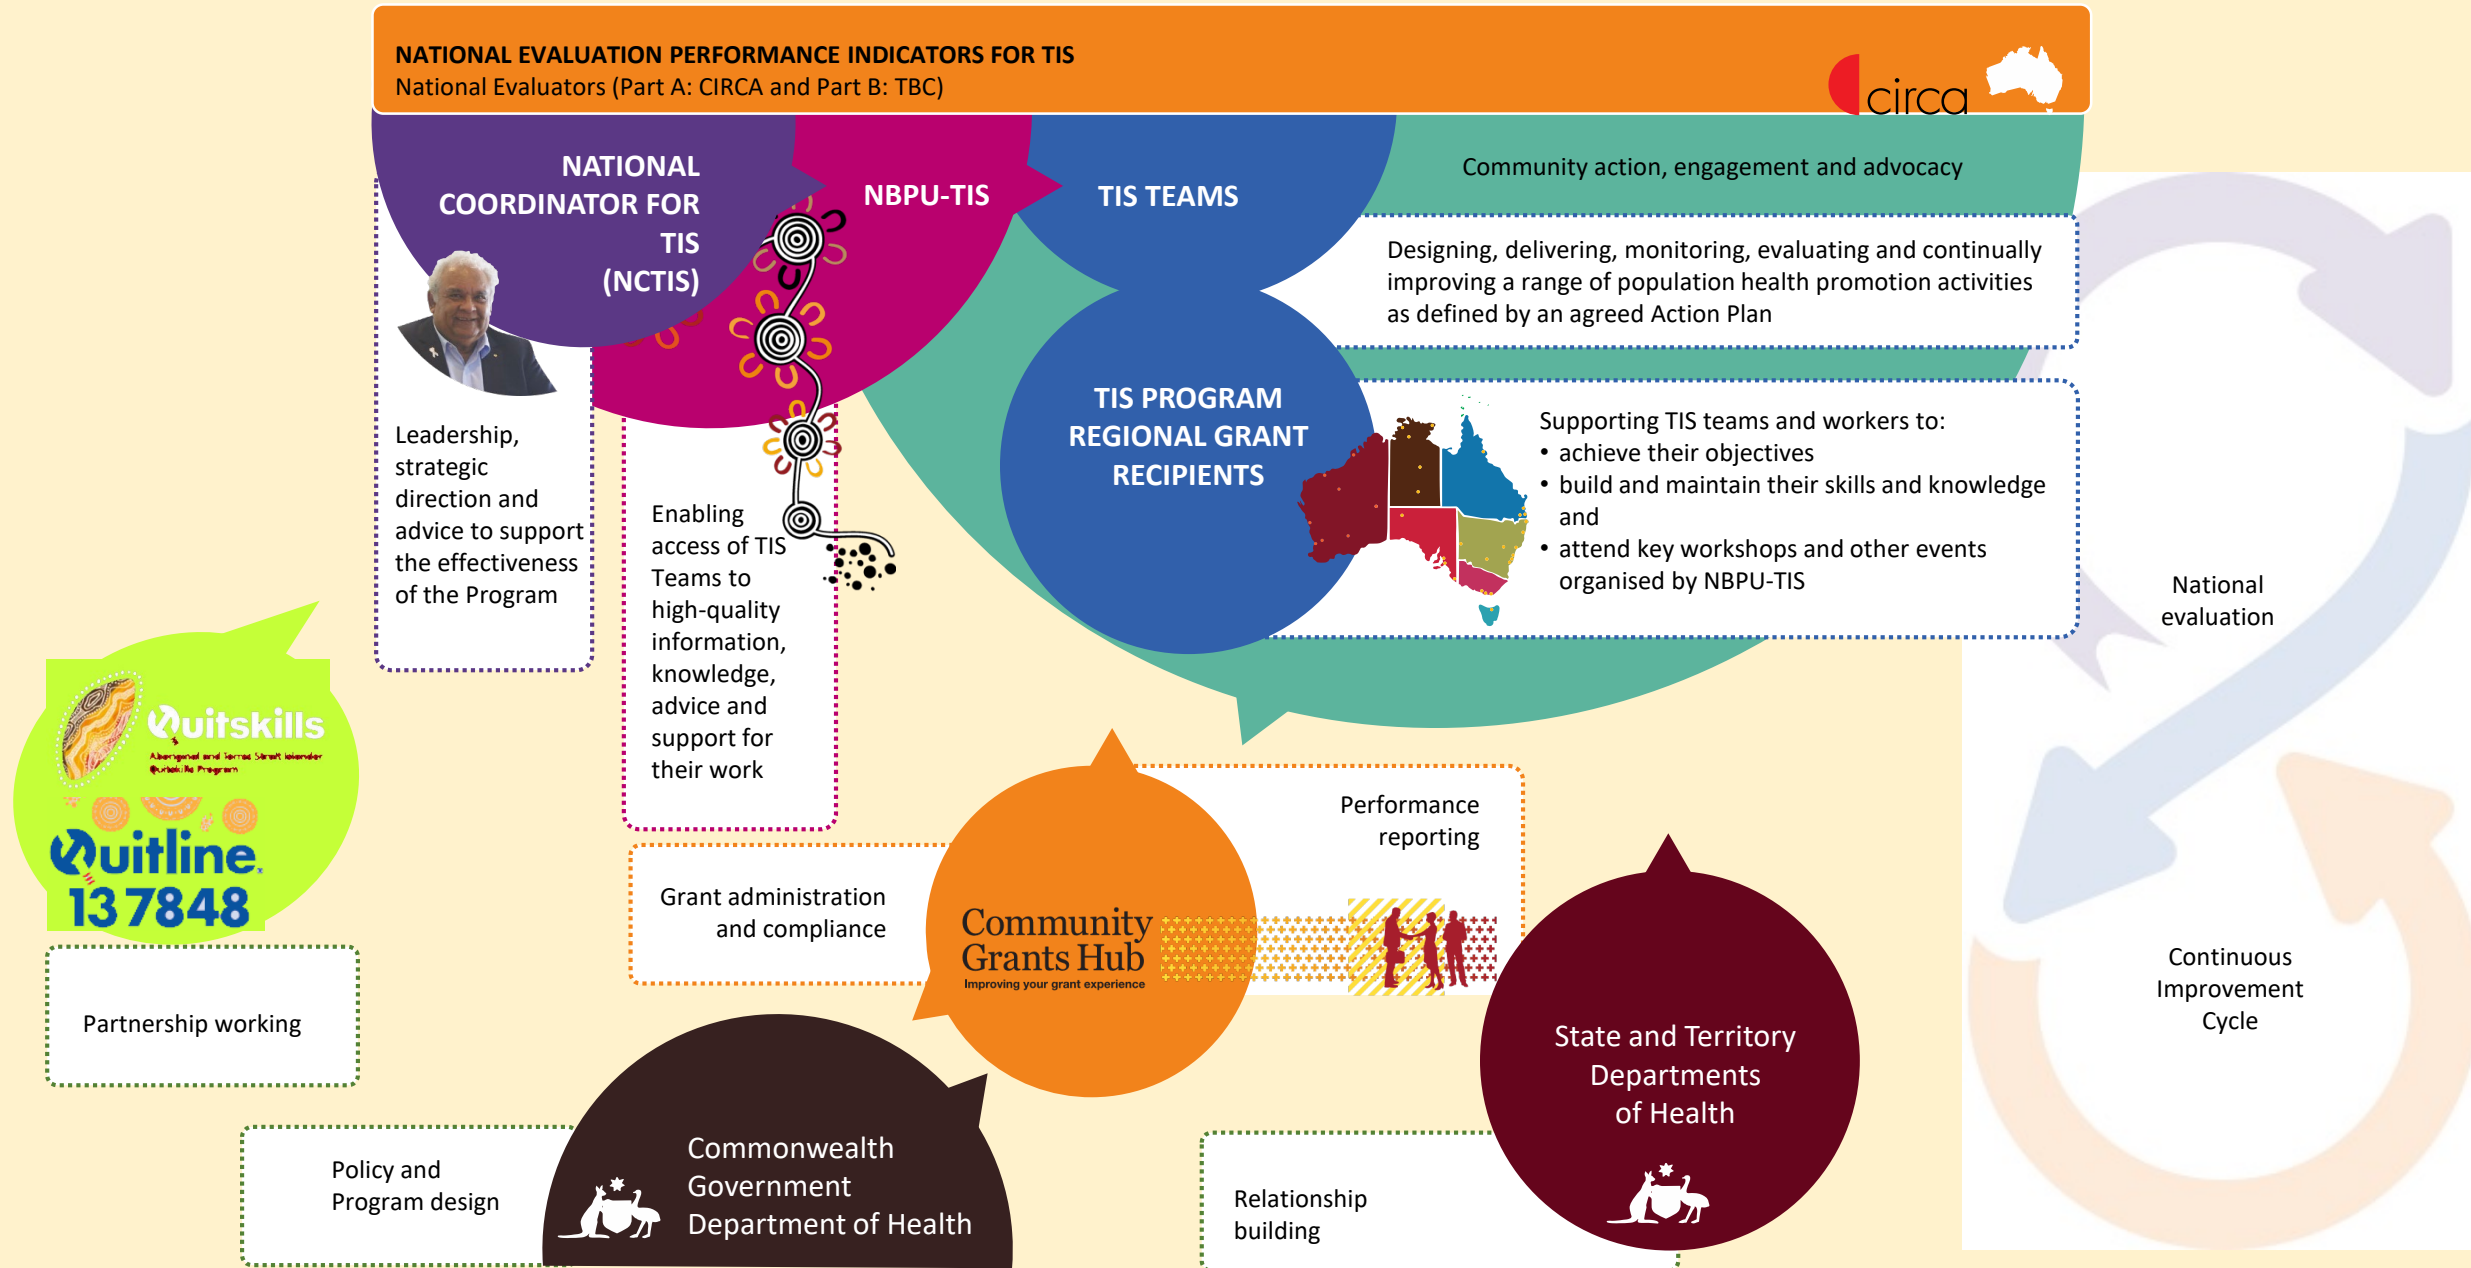 NATIONAL EVALUATION PERFORMANCE INDICATORS FOR TIS
National Evaluators (Part A: CIRCA and Part B: TBC)
circa
NATIONAL
COORDINATOR FOR
TIS
(NCTIS)
NBPU-TIS
TIS TEAMS
Community action, engagement and advocacy
Designing, delivering, monitoring, evaluating and continually
improving a range of population health promotion activities
as defined by an agreed Action Plan
TIS PROGRAM
REGIONAL GRANT
RECIPIENTS
Supporting TIS teams and workers to:
• achieve their objectives
• build and maintain their skills and knowledge
and
• attend key workshops and other events
organised by NBPU-TIS
Leadership,
strategic
direction and
advice to support
the effectiveness
of the Program
Enabling
access of TIS
Teams to
high-quality
information,
knowledge,
advice and
support for
their work
National
evaluation
Quitskills
Aboriginal and Torres Strait Islander
Quitskills Program
Quitline
13 7848
Partnership working
Performance
reporting
Grant administration
and compliance
Community
Grants Hub
Improving your grant experience
Continuous
Improvement
Cycle
State and Territory
Departments
of Health
Policy and
Program design
Commonwealth
Government
Department of Health
Relationship
building